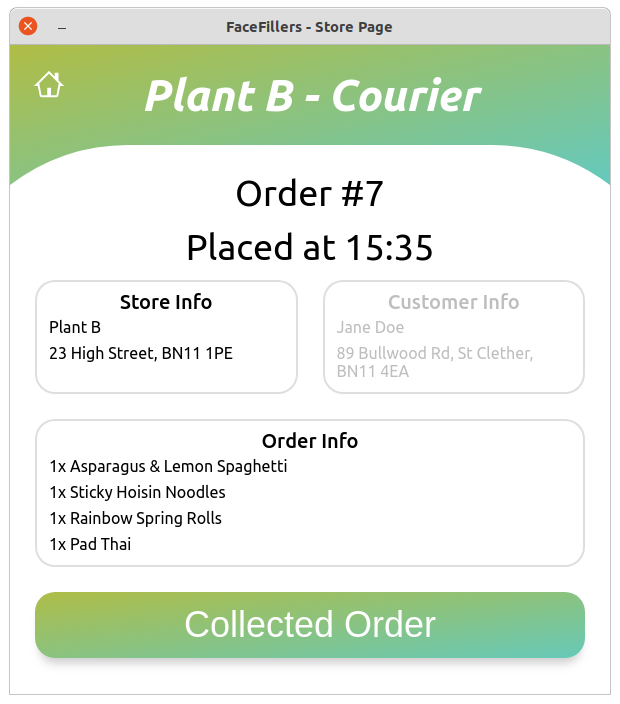 FaceFillers - Store Page
Plant B - Courier
Order #7
Placed at 15:35
Store Info
Plant B
23 High Street, BN11 1PE
Customer Info
Jane Doe
89 Bullwood Rd, St Clether,
BN11 4EA
Order Info
1x Asparagus & Lemon Spaghetti
1x Sticky Hoisin Noodles
1x Rainbow Spring Rolls
1x Pad Thai
Collected Order